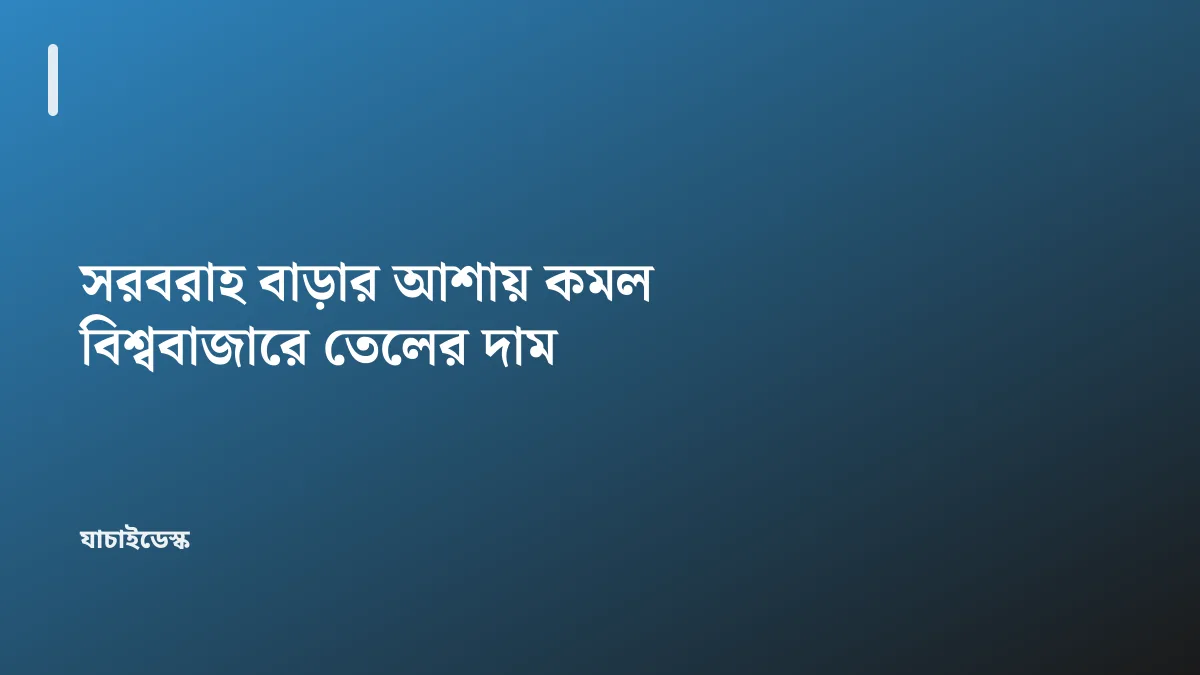 সরবরাহ বাড়ার আশায় কমল
বিশ্ববাজারে তেলের দাম
যাচাইডেস্ক